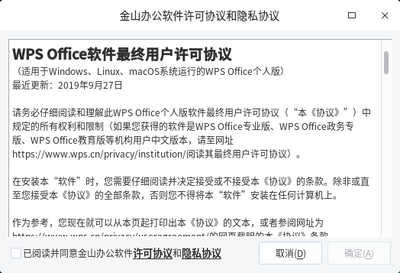 金山办公软件许可协议和隐私协议
WPS Office软件最终用户许可协议
（适用于Windows、Linux、macOS系统运行的WPS Office个人版）
最近更新：2019年9月27日
请务必仔细阅读和理解此WPS Office个人版软件最终用户许可协议（“本《协议》”）中
规定的所有权利和限制（如果您获得的软件是WPS Office专业版、WPS Office政务专
版、WPS Office教育版等机构用户中文版本，请至网址
https://www.wps.cn/privacy/institution/阅读其最终用户许可协议）。
在安装本“软件”时，您需要仔细阅读并决定接受或不接受本《协议》的条款。除非或直
至您接受本《协议》的全部条款，否则您不得将本“软件”安装在任何计算机上。
作为参考，您现在就可以从本页起打印出本《协议》的文本，或者参阅网址为
https://www.wps.cn/privacy/useragreement/的网页载明的本《协议》条款
已阅读并同意金山办公软件许可协议和隐私协议
取消(D)
确定(A)